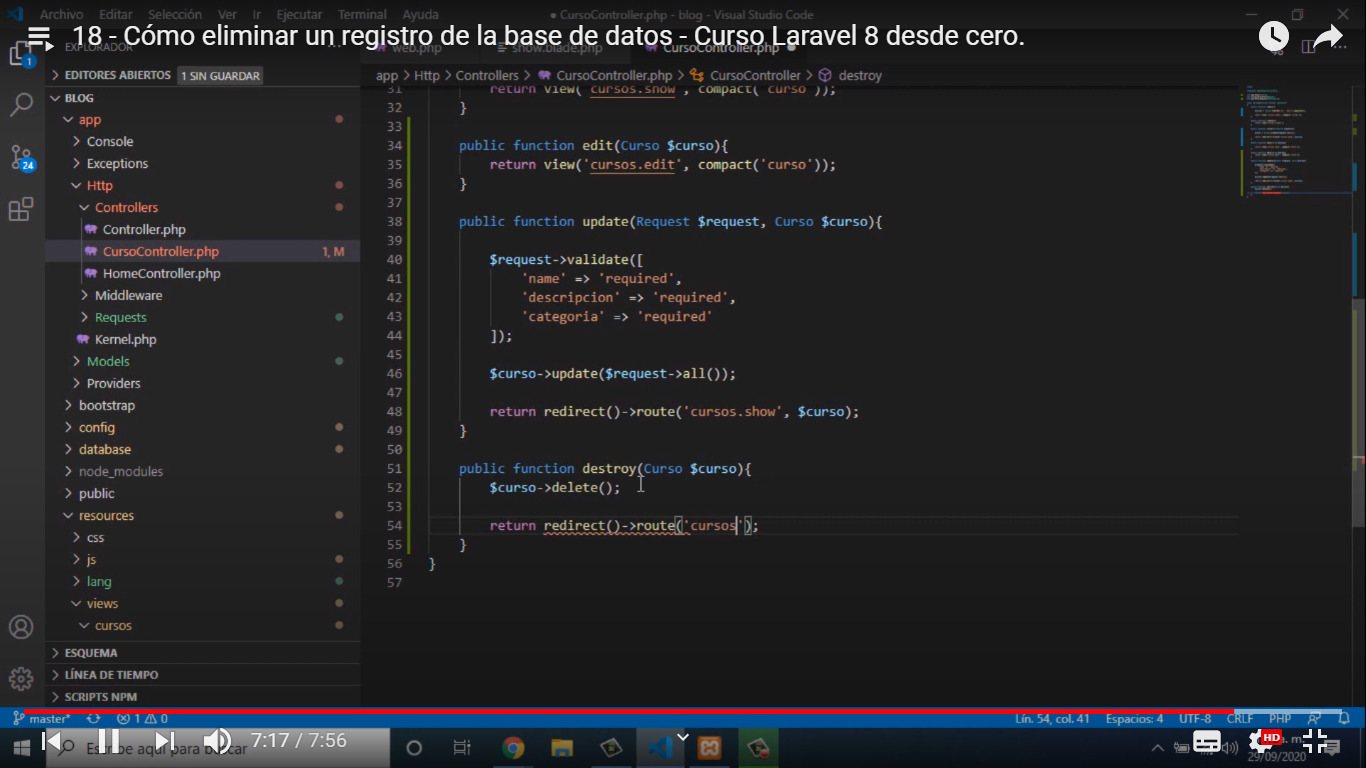 Archivo Editar Selección Ver Ir Ejecutar Terminal Ayuda
● CursoController.php - blog - Visual Studio Code
18 - Cómo eliminar un registro de la base de datos - Curso Laravel 8 desde cero.
EXPLORADOR
web.php show.blade.php CursoController.php
EDITORES ABIERTOS 1 SIN GUARDAR
app > Http > Controllers > CursoController.php > CursoController > destroy
BLOG
app
Console
Exceptions
Http
Controllers
Controller.php
CursoController.php 1, M
HomeController.php
Middleware
Requests
Kernel.php
Models
Providers
bootstrap
config
database
node_modules
public
resources
css
js
lang
views
cursos
ESQUEMA
LÍNEA DE TIEMPO
SCRIPTS NPM
1
24
31 return view('cursos.show', compact('curso'));
32 }
33
34 public function edit(Curso $curso){
35 return view('cursos.edit', compact('curso'));
36 }
37
38 public function update(Request $request, Curso $curso){
39
40 $request->validate([
41 'name' => 'required',
42 'descripcion' => 'required',
43 'categoria' => 'required'
44 ]);
45
46 $curso->update($request->all());
47
48 return redirect()->route('cursos.show', $curso);
49 }
50
51 public function destroy(Curso $curso){
52 $curso->delete();
53
54 return redirect()->route('cursos');
55 }
56 }
57
master* 1 0
Lín. 54, col. 41 Espacios: 4 UTF-8 CRLF PHP
Escribe aquí para buscar
7:17 / 7:56
HD
29/09/2020